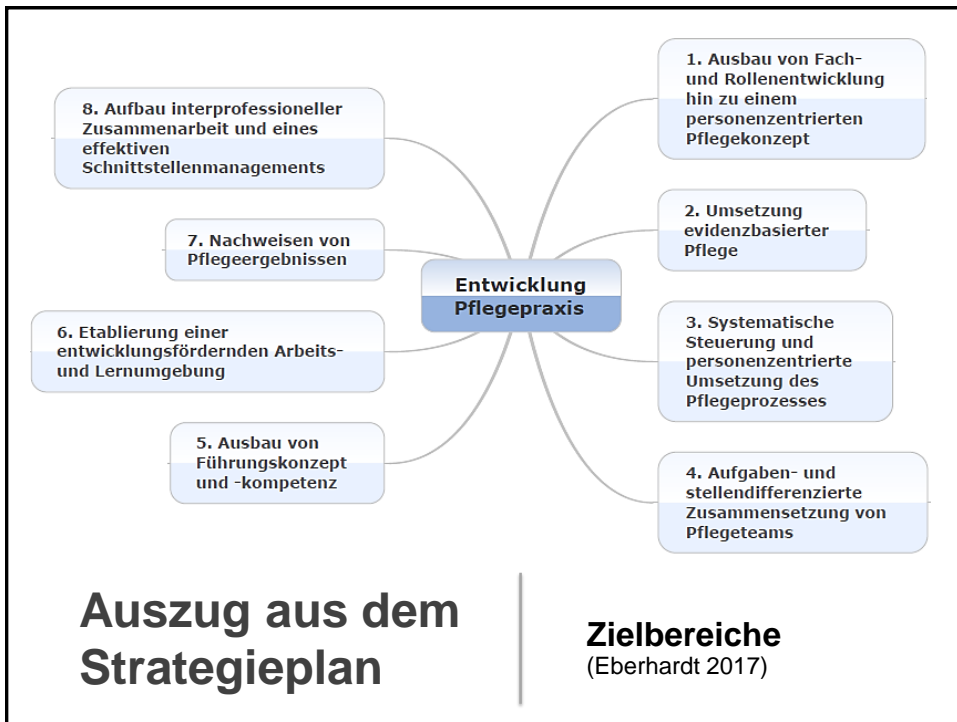 1. Ausbau von Fach-
und Rollenentwicklung
hin zu einem
personenzentrierten
Pflegekonzept
2. Umsetzung
evidenzbasierter
Pflege
3. Systematische
Steuerung und
personenzentrierte
Umsetzung des
Pflegeprozesses
4. Aufgaben- und
stellendifferenzierte
Zusammensetzung von
Pflegeteams
5. Ausbau von
Führungskonzept
und -kompetenz
6. Etablierung einer
entwicklungsfördernden Arbeits-
und Lernumgebung
7. Nachweisen von
Pflegeergebnissen
8. Aufbau interprofessioneller
Zusammenarbeit und eines
effektiven
Schnittstellenmanagements
Entwicklung
Pflegepraxis
Auszug aus dem
Strategieplan
Zielbereiche
(Eberhardt 2017)